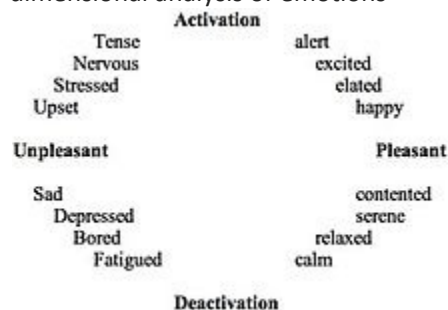 dimensional analysis of emotions
Activation
Tense alert
Nervous excited
Stressed elated
Upset happy
Unpleasant Pleasant
Sad contented
Depressed serene
Bored relaxed
Fatigued calm
Deactivation